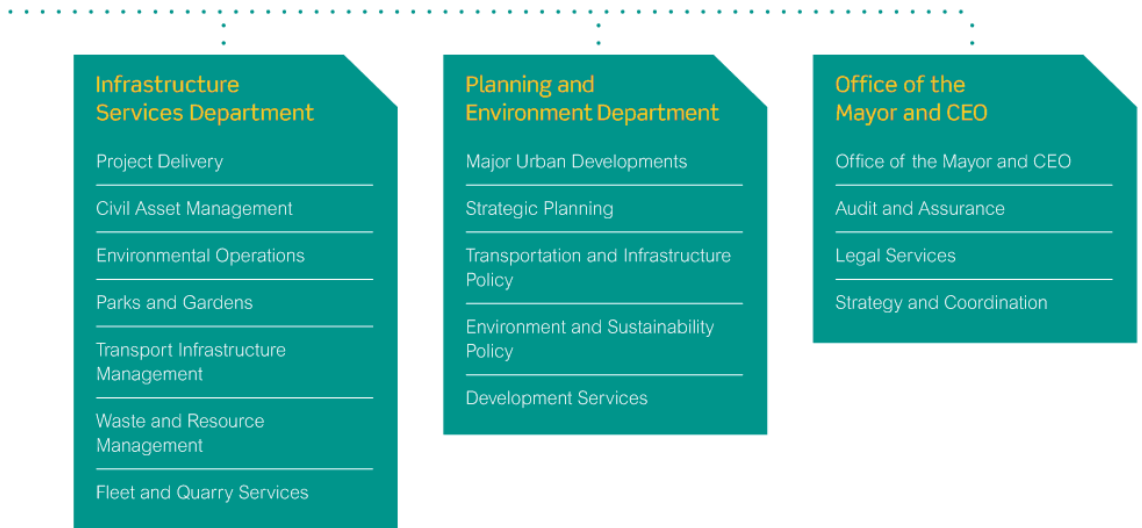 Infrastructure
Services Department
Project Delivery
Civil Asset Management
Environmental Operations
Parks and Gardens
Transport Infrastructure
Management
Waste and Resource
Management
Fleet and Quarry Services
Planning and
Environment Department
Major Urban Developments
Strategic Planning
Transportation and Infrastructure
Policy
Environment and Sustainability
Policy
Development Services
Office of the
Mayor and CEO
Office of the Mayor and CEO
Audit and Assurance
Legal Services
Strategy and Coordination